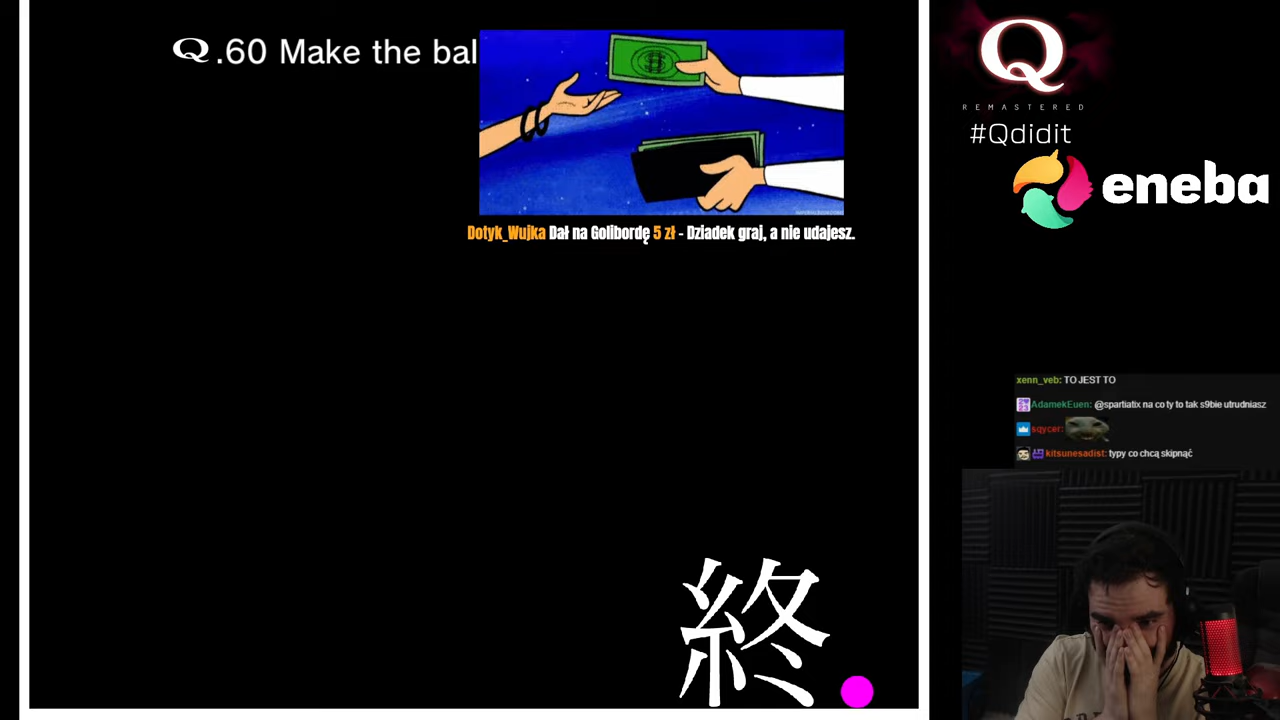 Q.60 Make the bal
Dotyk_Wujka Dał na Golibordę 5 zł - Dziadek graj, a nie udajesz.
終
Q
REMASTERED
#Qdidit
eneba
xenn_veb: TO JEST TO
AdamekEuen: @spartiatix na co ty to tak s9bie utrudniasz
sqycer:
kitsunesadist: typy co chcą skipnąć